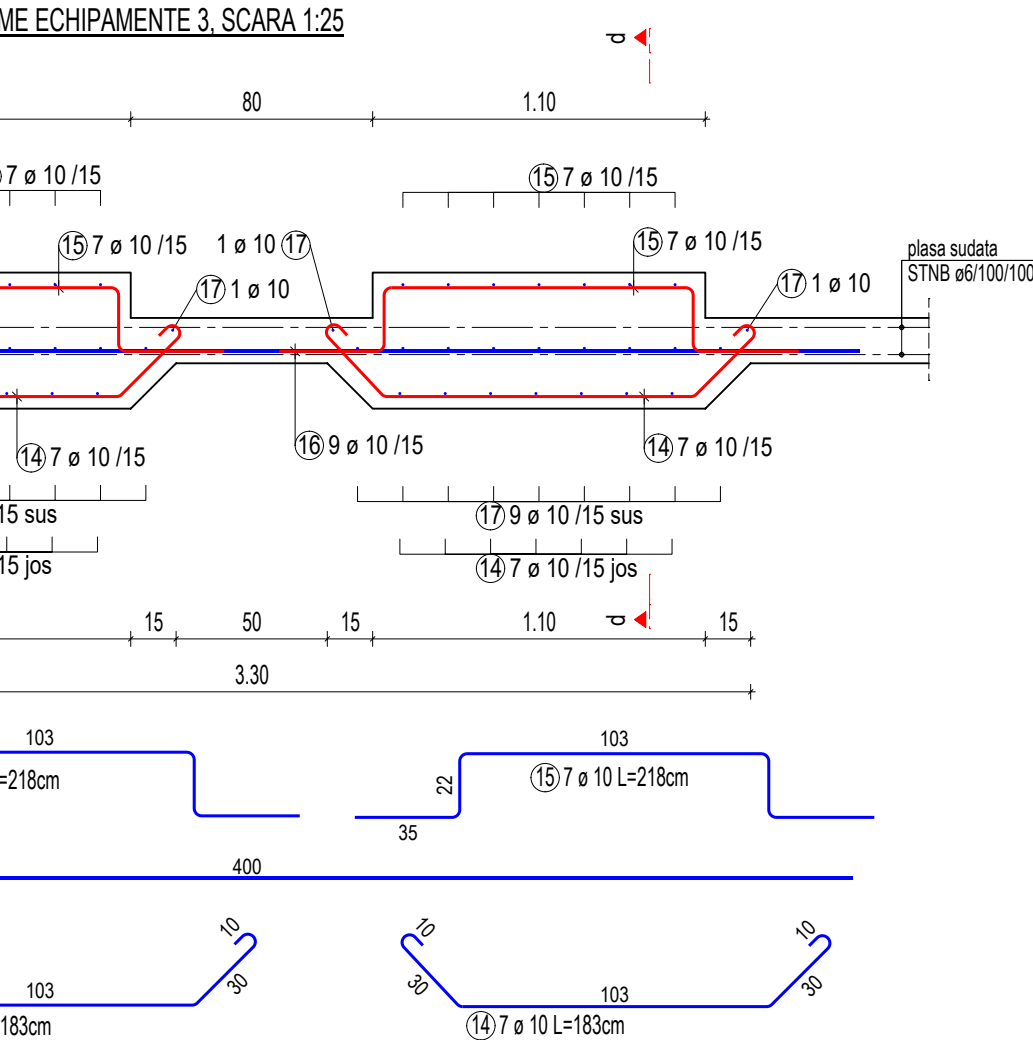 ME ECHIPAMENTE 3, SCARA 1:25
d
80 1.10
7 ø 10 /15
15 7 ø 10 /15
15 7 ø 10 /15
1 ø 10 17
15 7 ø 10 /15
plasa sudata
STNB ø6/100/100
17 1 ø 10
17 1 ø 10
14 7 ø 10 /15
16 9 ø 10 /15
14 7 ø 10 /15
15 sus
17 9 ø 10 /15 sus
15 jos
14 7 ø 10 /15 jos
15 50 15 1.10 d 15
3.30
103
103
=218cm
22
15 7 ø 10 L=218cm
35
400
10
10
10
30
30
30
103
103
183cm
14 7 ø 10 L=183cm